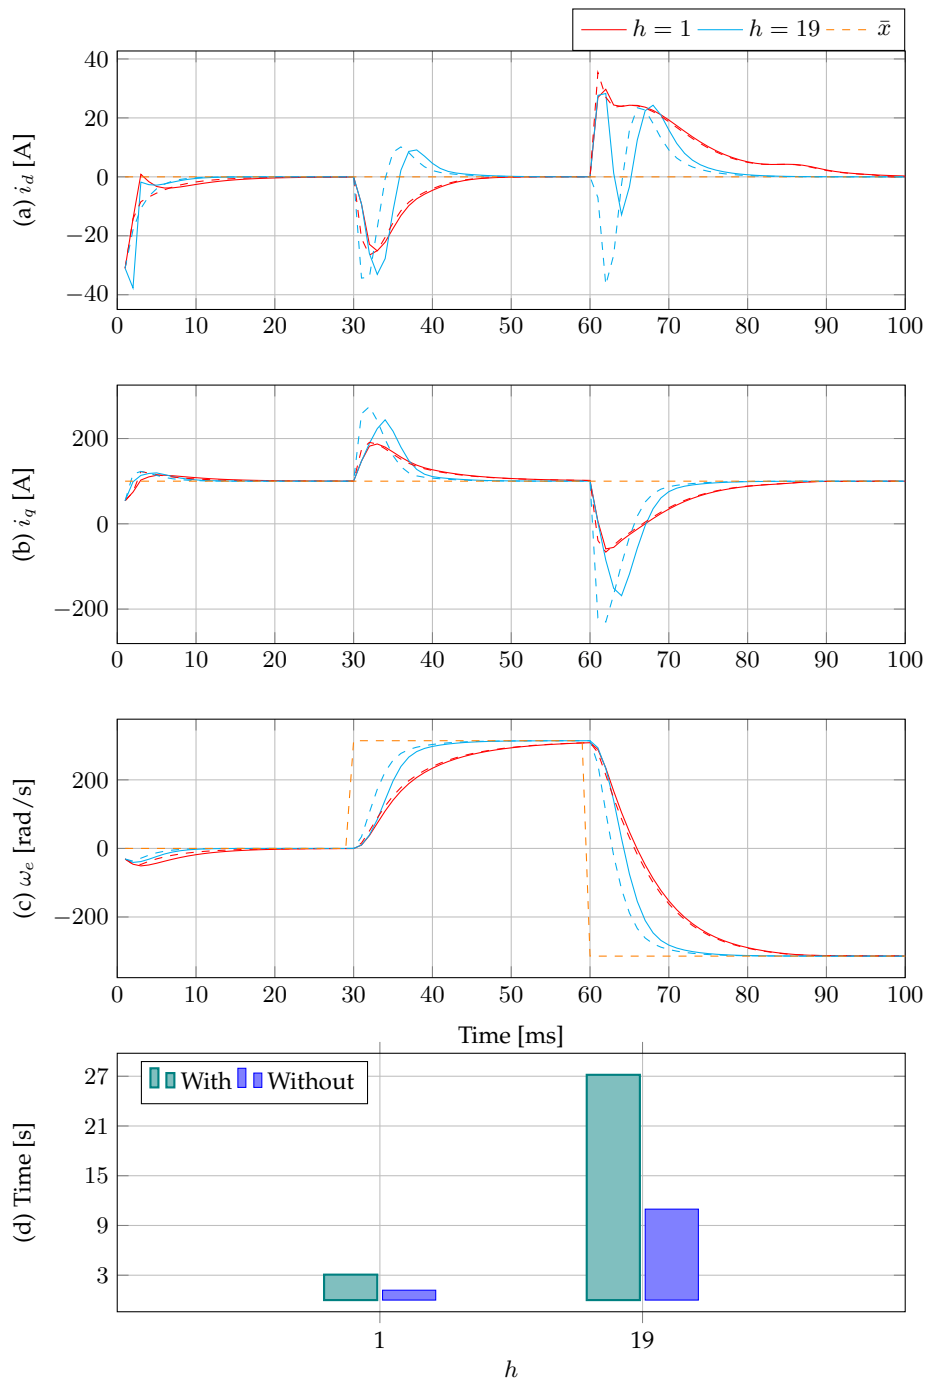 h = 1 h = 19 x̄
40
20
0
−20
−40
(a) i_d [A]
0 10 20 30 40 50 60 70 80 90 100
200
0
−200
(b) i_q [A]
0 10 20 30 40 50 60 70 80 90 100
200
0
−200
(c) ω_e [rad/s]
0 10 20 30 40 50 60 70 80 90 100
Time [ms]
With Without
27
21
15
9
3
(d) Time [s]
1 19
h